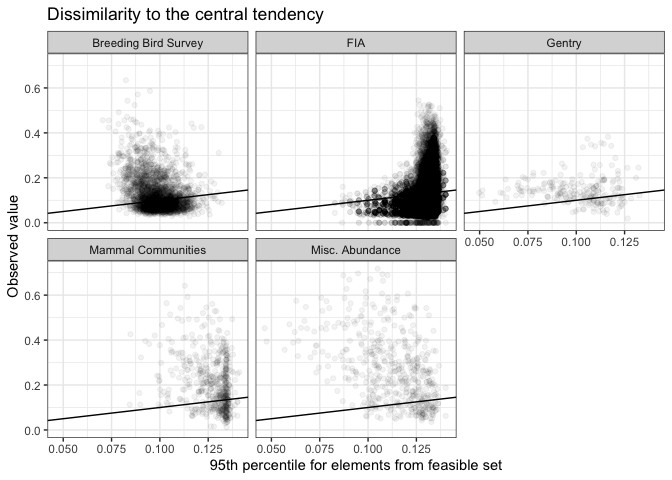 Dissimilarity to the central tendency
Breeding Bird Survey
FIA
Gentry
0.6
0.4
0.2
0.0
0.050 0.075 0.100 0.125
Mammal Communities
Misc. Abundance
0.6
0.4
0.2
0.0
0.050 0.075 0.100 0.125
0.050 0.075 0.100 0.125
Observed value
95th percentile for elements from feasible set